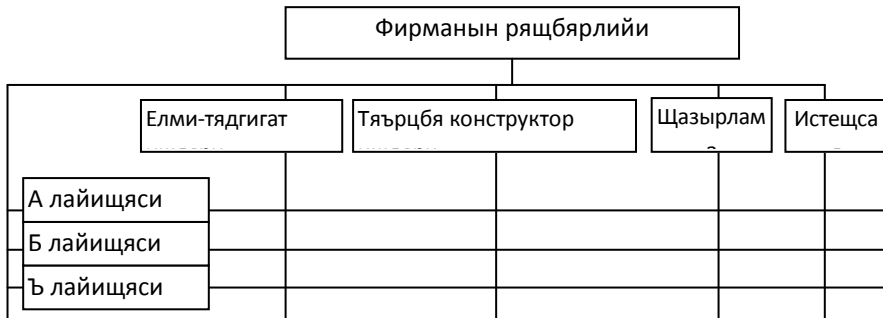 Фирманын рящбярлийи
Елми-тядгигат
Тяърцбя конструктор
Щазырлам
Истещса
А лайищяси
Б лайищяси
Ъ лайищяси